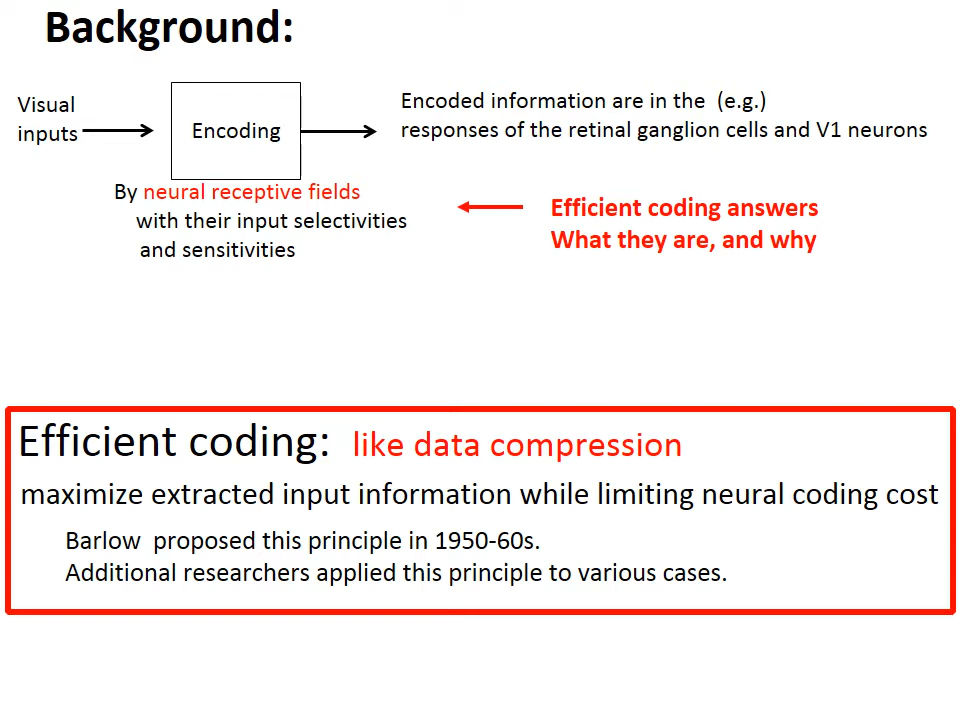 Background:
Visual
inputs
Encoding
Encoded information are in the (e.g.)
responses of the retinal ganglion cells and V1 neurons
By neural receptive fields
with their input selectivities
and sensitivities
Efficient coding answers
What they are, and why
Efficient coding: like data compression
maximize extracted input information while limiting neural coding cost
Barlow proposed this principle in 1950-60s.
Additional researchers applied this principle to various cases.